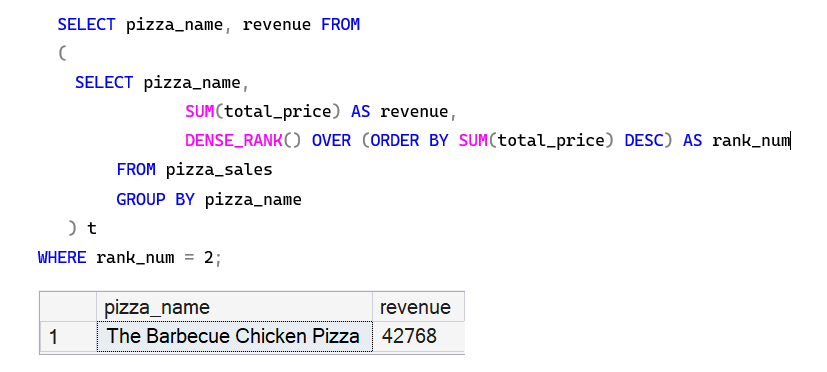 SELECT pizza_name, revenue FROM
(
SELECT pizza_name,
SUM(total_price) AS revenue,
DENSE_RANK() OVER (ORDER BY SUM(total_price) DESC) AS rank_num
FROM pizza_sales
GROUP BY pizza_name
) t
WHERE rank_num = 2;
pizza_name revenue
1 The Barbecue Chicken Pizza 42768